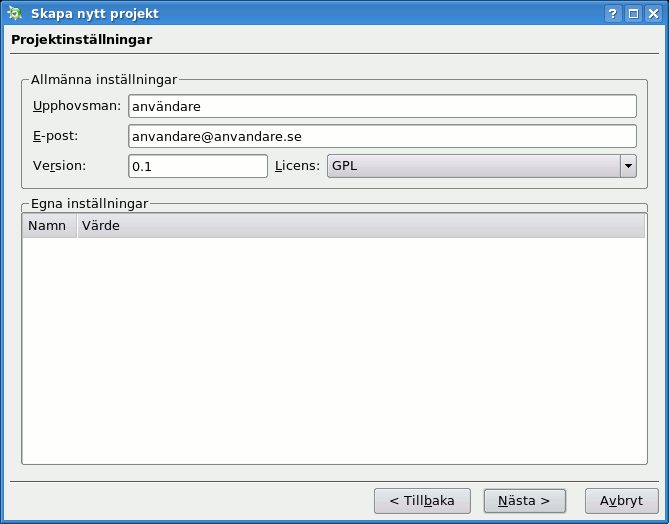 Skapa nytt projekt
Projektinställningar
Allmänna inställningar
Upphovsman: användare
E-post: anvandare@anvandare.se
Version: 0.1 Licens: GPL
Egna inställningar
Namn Värde
< Tillbaka Nästa > Avbryt